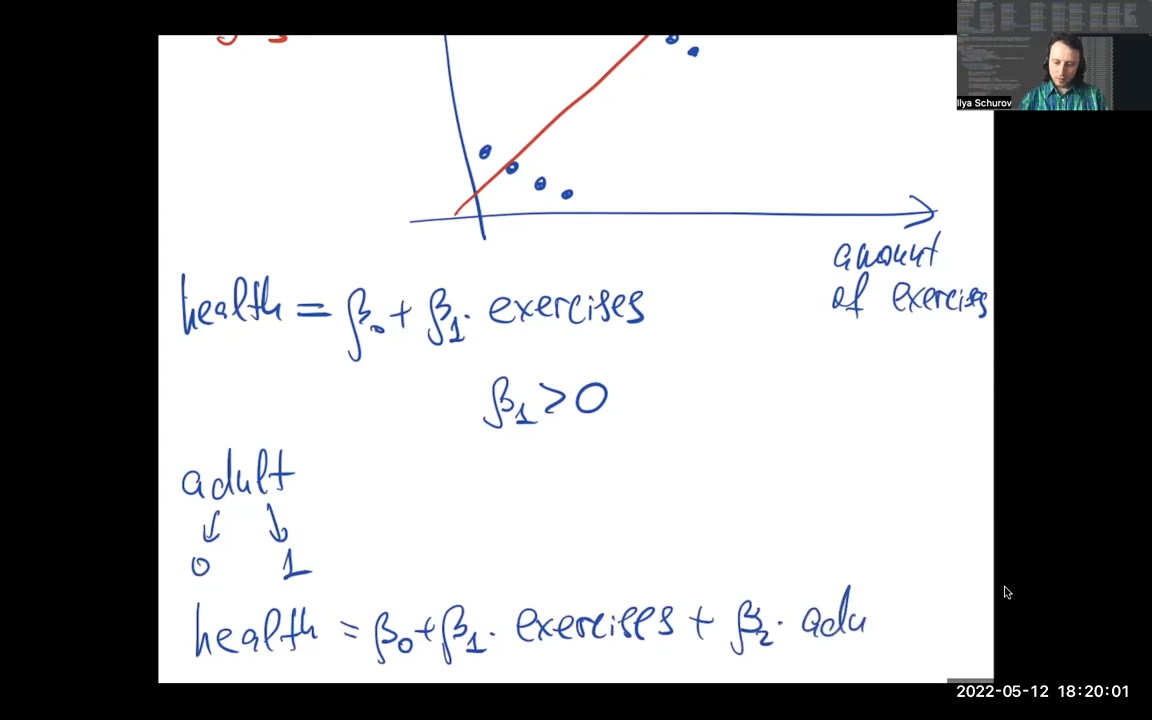 Ilya Schurov
amount
of exercises
health = β₀ + β₁ · exercises
β₁ > 0
adult
0 1
health = β₀ + β₁ · exercises + β₂ · adu
2022-05-12 18:20:01